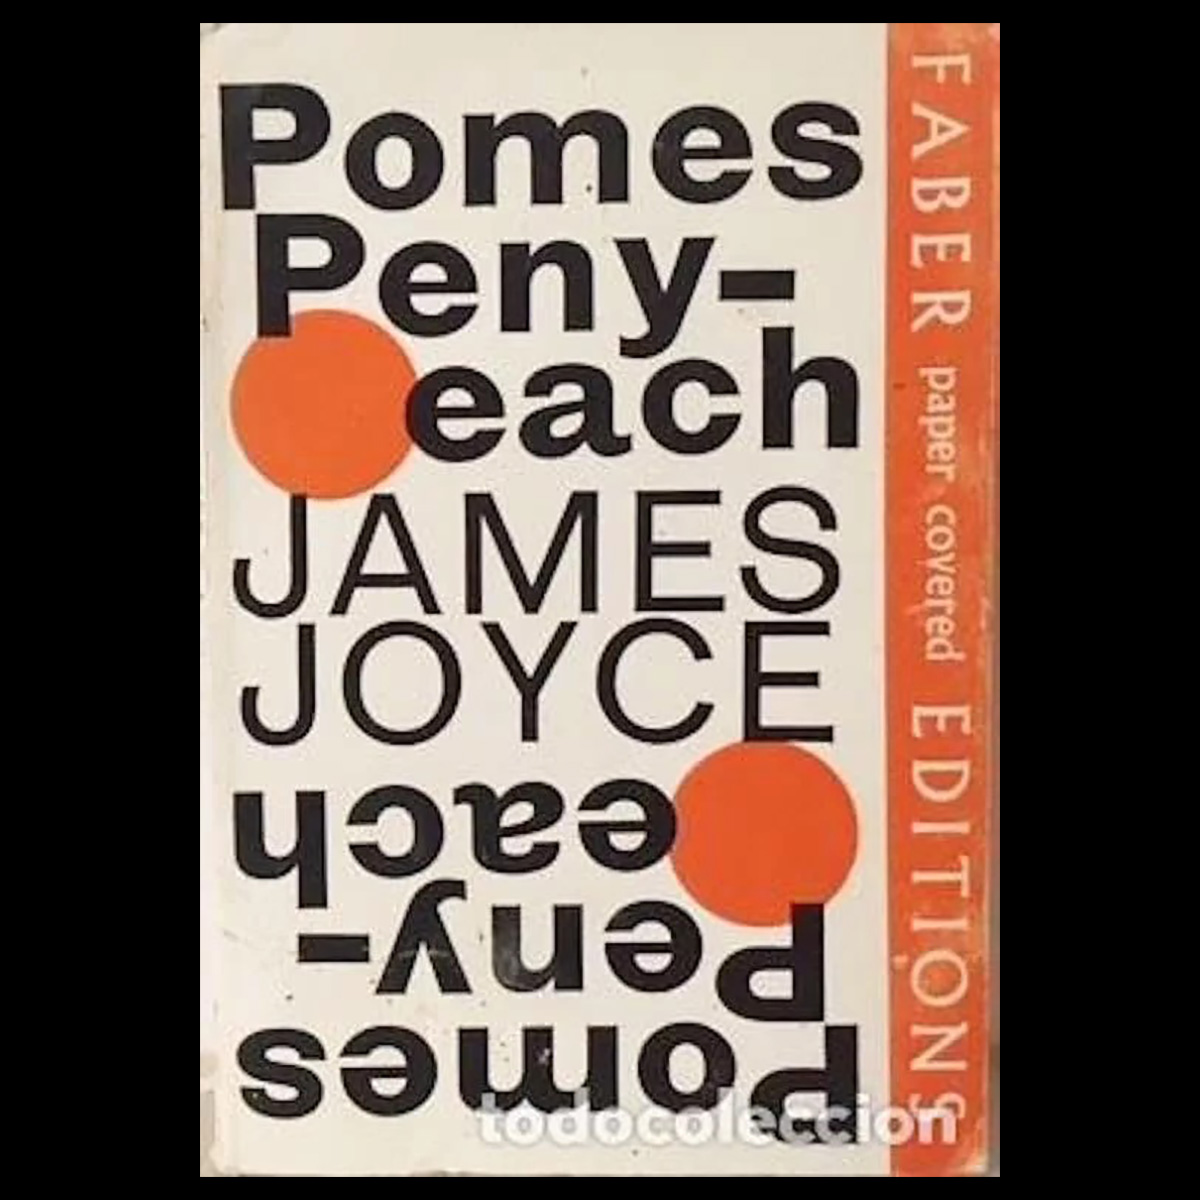 Pomes
Peny-
each
JAMES
JOYCE
each
Peny-
Pomes
FABER paper covered EDITIONS
todocoleccion